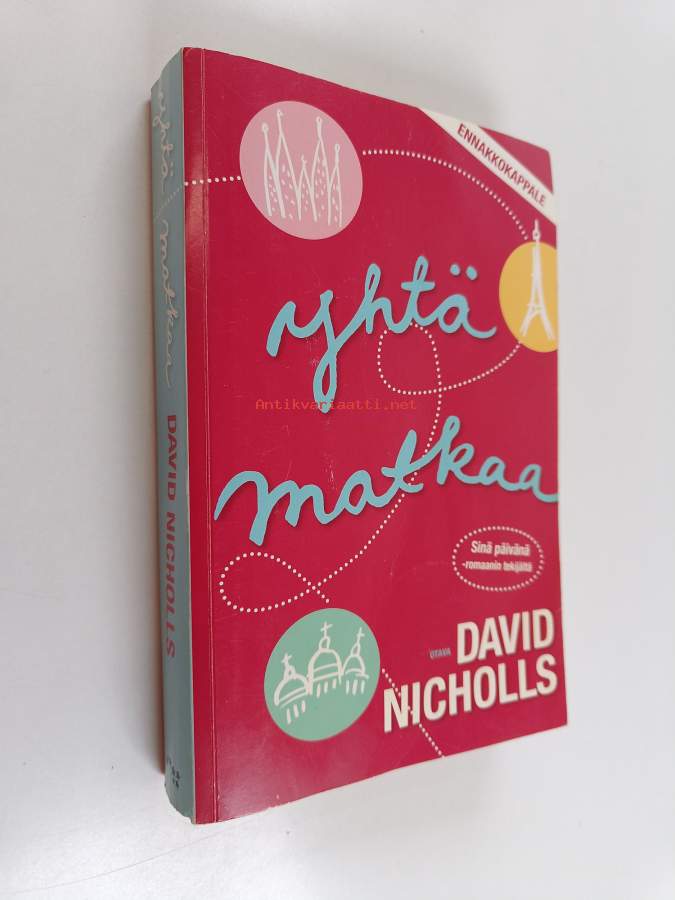 ENNAKKOKAPPALE
yhtä
Antikvariaatti.net
matkaa
Sinä päivänä
-romaanin tekijältä
OTAVA
DAVID
NICHOLLS
yhtä matkaa DAVID NICHOLLS